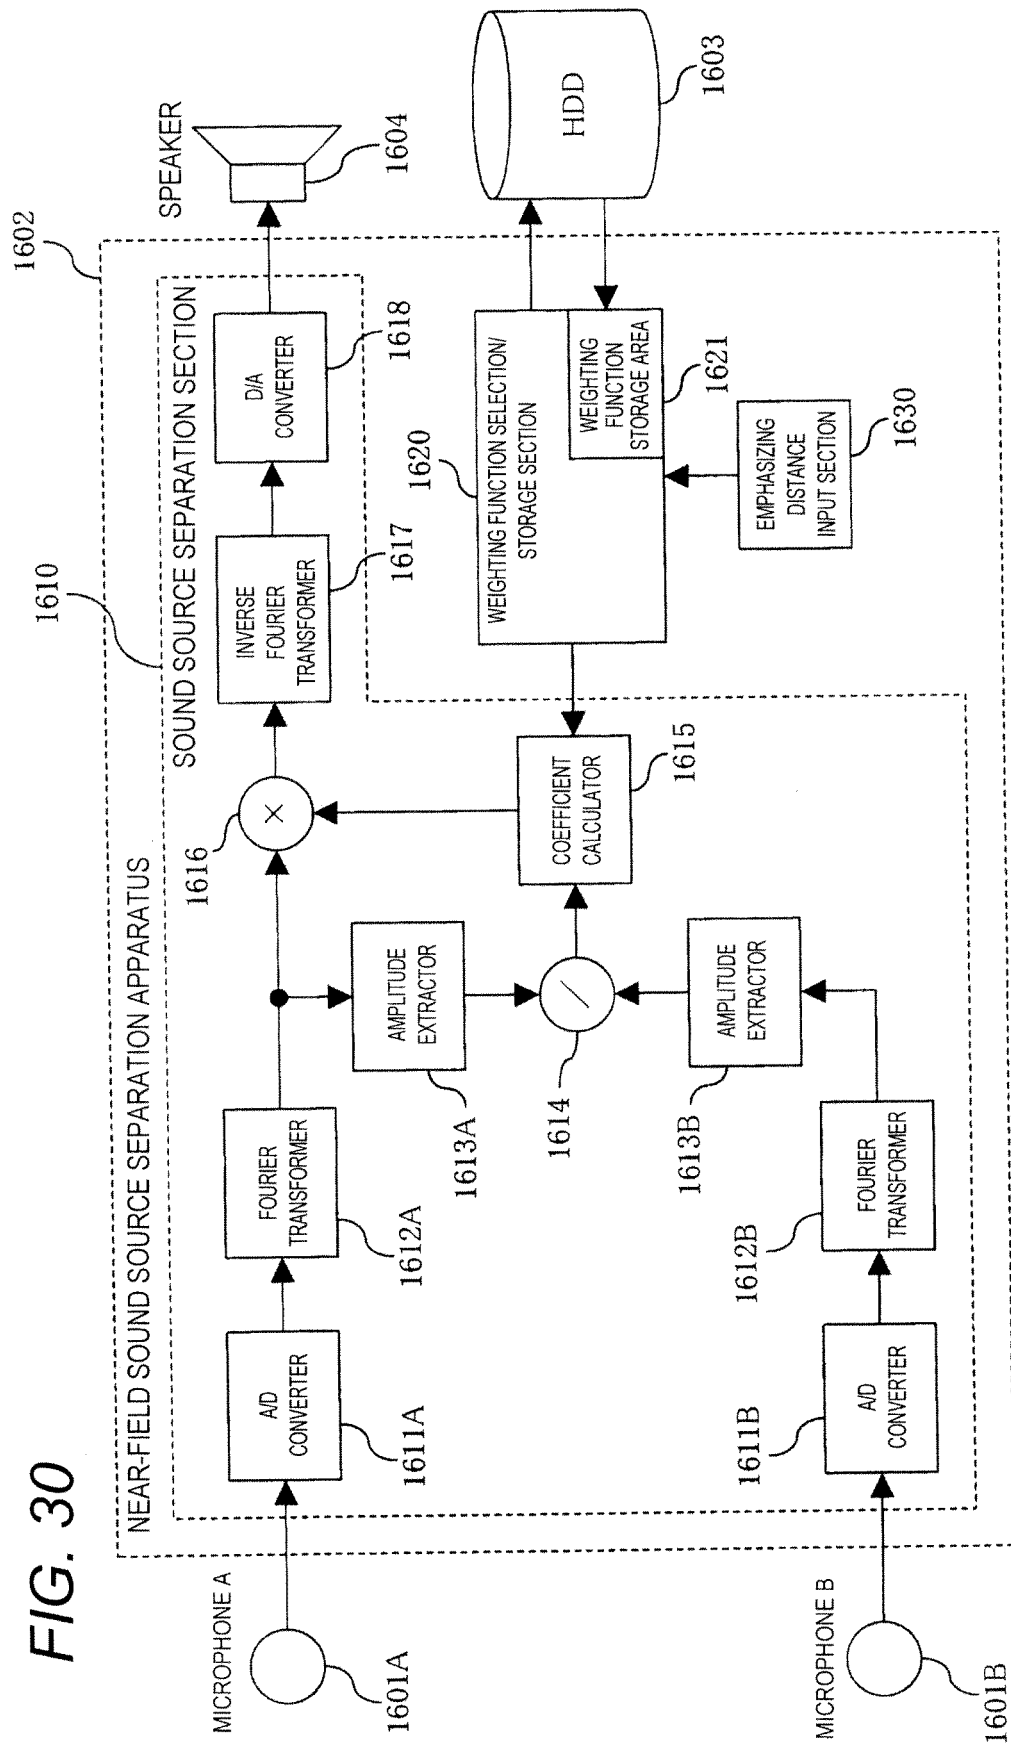 FIG. 30
NEAR-FIELD SOUND SOURCE SEPARATION APPARATUS
1602
SOUND SOURCE SEPARATION SECTION
1610
MICROPHONE A
1601A
A/D
CONVERTER
1611A
FOURIER
TRANSFORMER
1612A
AMPLITUDE
EXTRACTOR
1613A
×
1616
INVERSE
FOURIER
TRANSFORMER
1617
D/A
CONVERTER
1618
SPEAKER
1604
/
1614
COEFFICIENT
CALCULATOR
1615
WEIGHTING FUNCTION SELECTION/
STORAGE SECTION
1620
WEIGHTING
FUNCTION
STORAGE AREA
1621
HDD
1603
EMPHASIZING
DISTANCE
INPUT SECTION
1630
MICROPHONE B
1601B
A/D
CONVERTER
1611B
FOURIER
TRANSFORMER
1612B
AMPLITUDE
EXTRACTOR
1613B